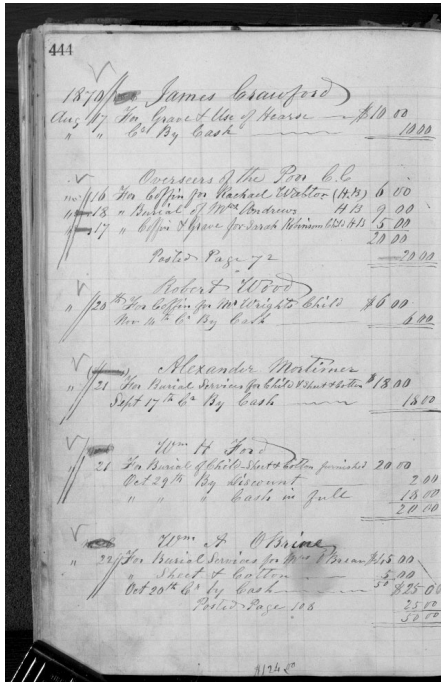 444
1870 James Crawford
Aug 17 For Grave & Use of Hearse $10 00
" " Cr By Cash 10 00
Overseers of the Poor C C
" 16 For Coffin for Rachael (H.B) 6 00
" 18 " Burial of Mrs Andrews H B 9 00
" 17 " Coffin & Grave for Sarah Robinson Child H B 5 00
20 00
Posted Page 72 20 00
Robert Wood
" 20th For Coffin for Mr Wrights Child $6 00
Nov 14th Cr By Cash 6 00
Alexander Mortimer
" 21 For Burial Services for Child & Sheet & Cotton $18 00
Sept 17th Cr By Cash 18 00
Wm H Ford
" 21 For Burial of Child Sheet & Cotton furnished 20 00
Oct 29th By Discount 2 00
" " " Cash in full 18 00
20 00
Wm A OBrine
" 22 For Burial Services for Mrs OBrean $45 00
" Sheet & Cotton 5 00
50
Oct 20th Cr by Cash $25 00
Posted Page 106 25 00
50 00